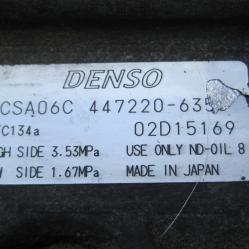 DENSO
CSA06C 447220-635
C134a 02D15169
GH SIDE 3.53MPa USE ONLY ND-OIL 8
W SIDE 1.67MPa MADE IN JAPAN